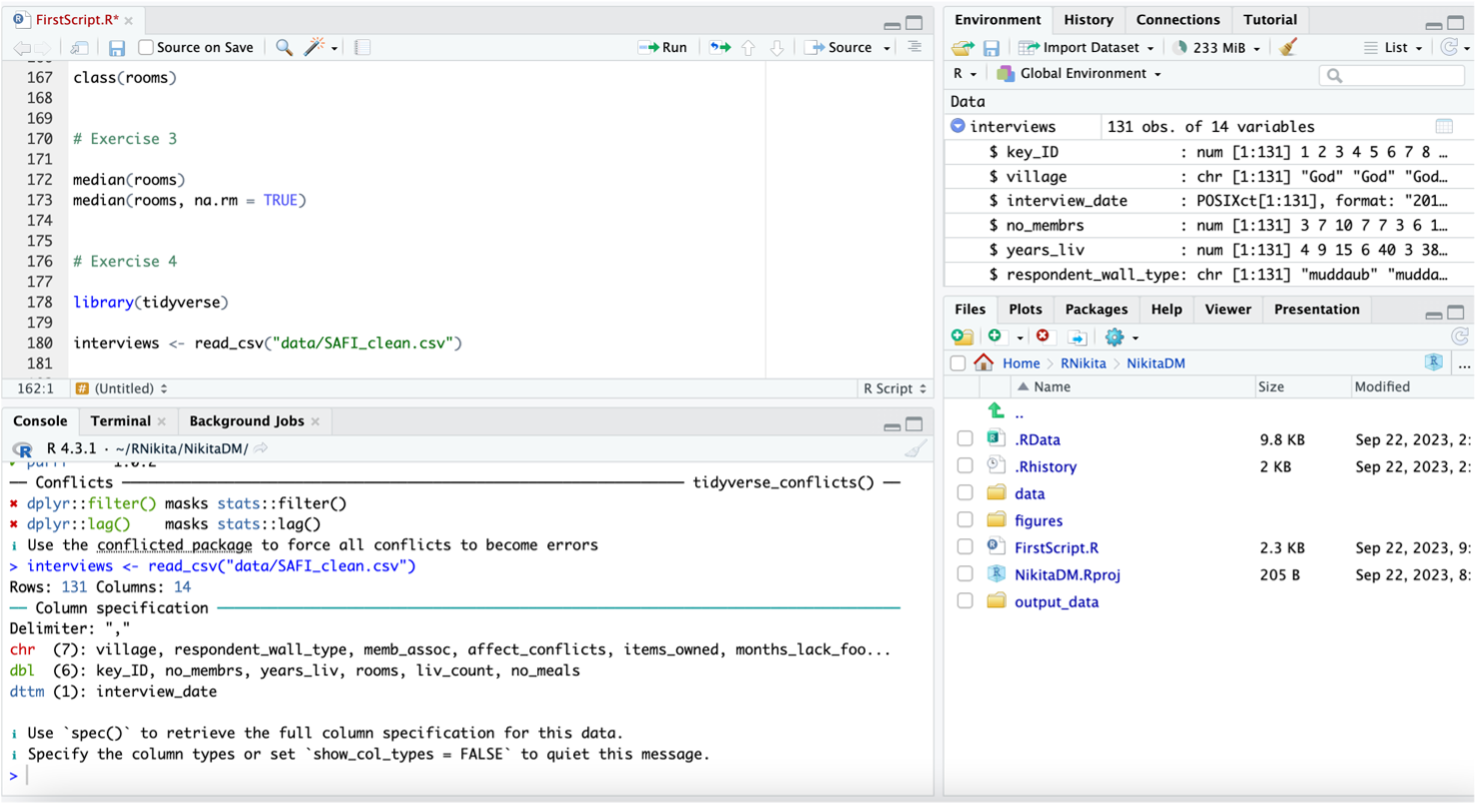 FirstScript.R*
Source on Save
Run
Source
167 class(rooms)
168
169
170 # Exercise 3
171
172 median(rooms)
173 median(rooms, na.rm = TRUE)
174
175
176 # Exercise 4
177
178 library(tidyverse)
179
180 interviews <- read_csv("data/SAFI_clean.csv")
181
162:1 # (Untitled) R Script
Console Terminal Background Jobs
R 4.3.1 · ~/RNikita/NikitaDM/
── Conflicts ── tidyverse_conflicts() ──
✖ dplyr::filter() masks stats::filter()
✖ dplyr::lag() masks stats::lag()
ℹ Use the conflicted package to force all conflicts to become errors
> interviews <- read_csv("data/SAFI_clean.csv")
Rows: 131 Columns: 14
── Column specification ──
Delimiter: ","
chr (7): village, respondent_wall_type, memb_assoc, affect_conflicts, items_owned, months_lack_foo...
dbl (6): key_ID, no_membrs, years_liv, rooms, liv_count, no_meals
dttm (1): interview_date
ℹ Use `spec()` to retrieve the full column specification for this data.
ℹ Specify the column types or set `show_col_types = FALSE` to quiet this message.
>
Environment History Connections Tutorial
Import Dataset 233 MiB List
R Global Environment
Data
interviews 131 obs. of 14 variables
$ key_ID : num [1:131] 1 2 3 4 5 6 7 8 …
$ village : chr [1:131] "God" "God" "God…
$ interview_date : POSIXct[1:131], format: "201…
$ no_membrs : num [1:131] 3 7 10 7 7 3 6 1…
$ years_liv : num [1:131] 4 9 15 6 40 3 38…
$ respondent_wall_type: chr [1:131] "muddaub" "mudda…
Files Plots Packages Help Viewer Presentation
Home > RNikita > NikitaDM ...
Name Size Modified
..
.RData 9.8 KB Sep 22, 2023, 2:
.Rhistory 2 KB Sep 22, 2023, 2:
data
figures
FirstScript.R 2.3 KB Sep 22, 2023, 9:
NikitaDM.Rproj 205 B Sep 22, 2023, 8:
output_data